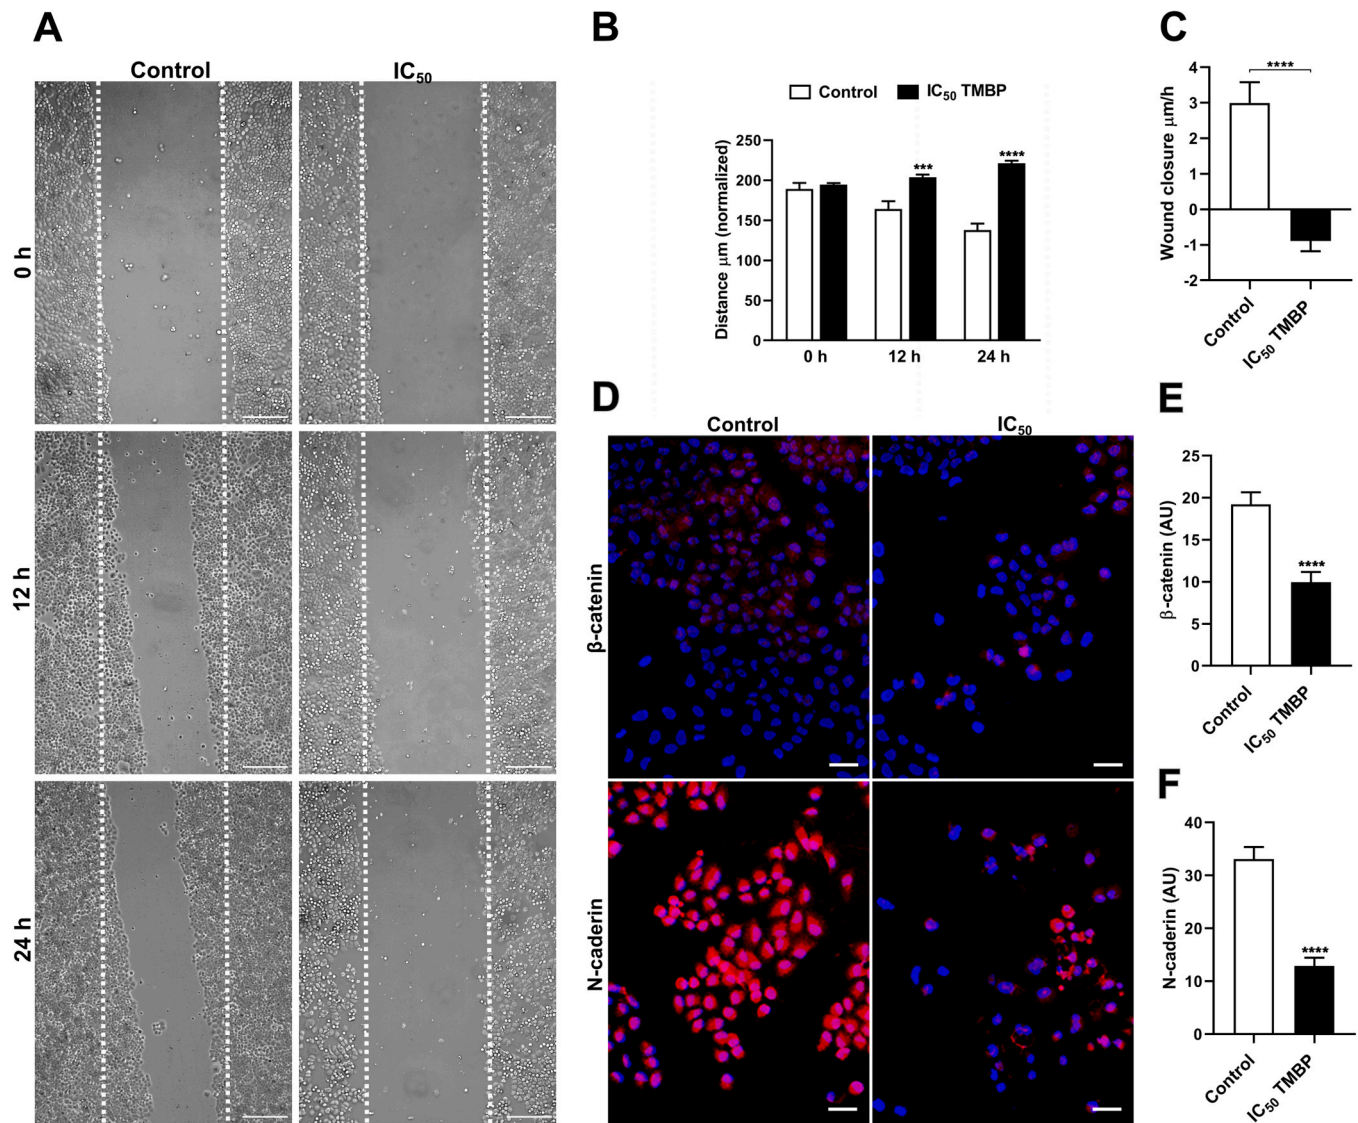 A
Control
IC50
0 h
12 h
24 h
B
Control
IC50 TMBP
Distance µm (normalized)
250
200
150
100
50
0
***
****
0 h
12 h
24 h
C
Wound closure µm/h
4
3
2
1
0
-1
-2
****
Control
IC50 TMBP
D
Control
IC50
β-catenin
N-caderin
E
β-catenin (AU)
25
20
15
10
5
0
****
Control
IC50 TMBP
F
N-caderin (AU)
40
30
20
10
0
****
Control
IC50 TMBP